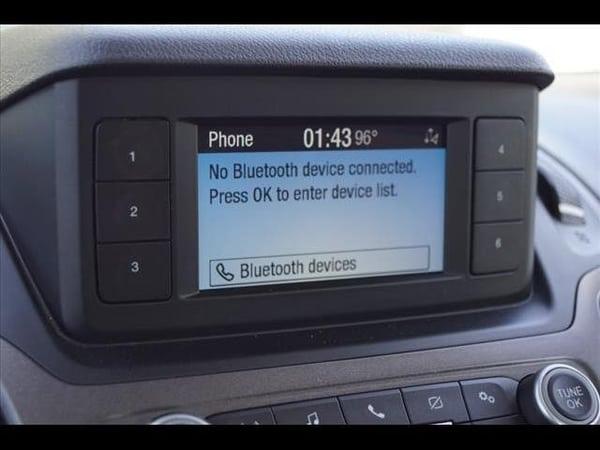 Phone 01:43 96°
No Bluetooth device connected.
Press OK to enter device list.
Bluetooth devices
1
2
3
4
5
6
TUNE
OK